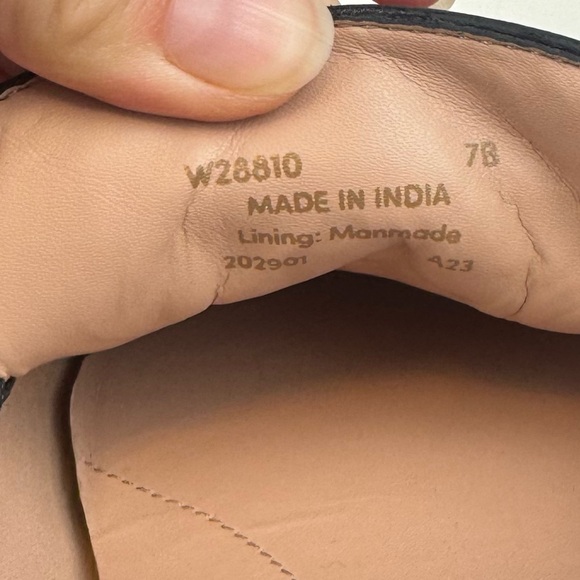 W28810 7B
MADE IN INDIA
Lining: Manmade
202901 A23